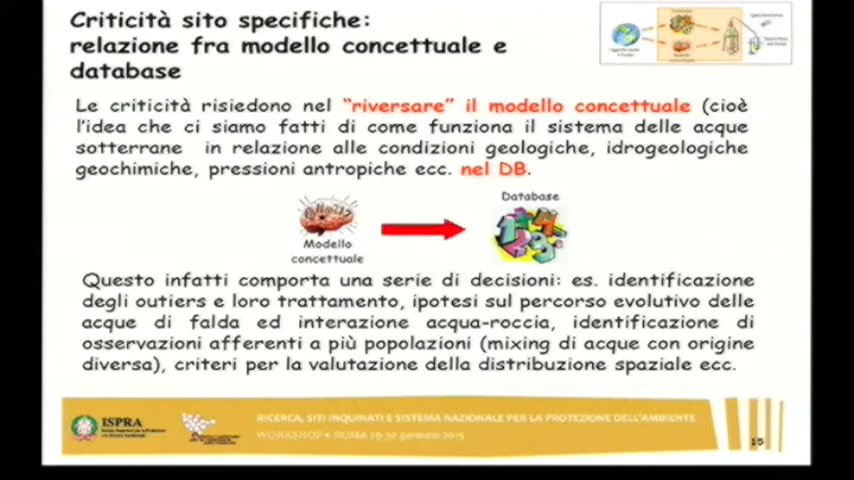 Criticità sito specifiche:
relazione fra modello concettuale e
database
Le criticità risiedono nel “riversare” il modello concettuale (cioè
l’idea che ci siamo fatti di come funziona il sistema delle acque
sotterrane in relazione alle condizioni geologiche, idrogeologiche
geochimiche, pressioni antropiche ecc. nel DB.
Database
Modello
concettuale
Questo infatti comporta una serie di decisioni: es. identificazione
degli outiers e loro trattamento, ipotesi sul percorso evolutivo delle
acque di falda ed interazione acqua-roccia, identificazione di
osservazioni afferenti a più popolazioni (mixing di acque con origine
diversa), criteri per la valutazione della distribuzione spaziale ecc.
ISPRA
RICERCA, SITI INQUINATI E SISTEMA NAZIONALE PER LA PROTEZIONE DELL'AMBIENTE
WORKSHOP • ROMA 29-30 gennaio 2015
15